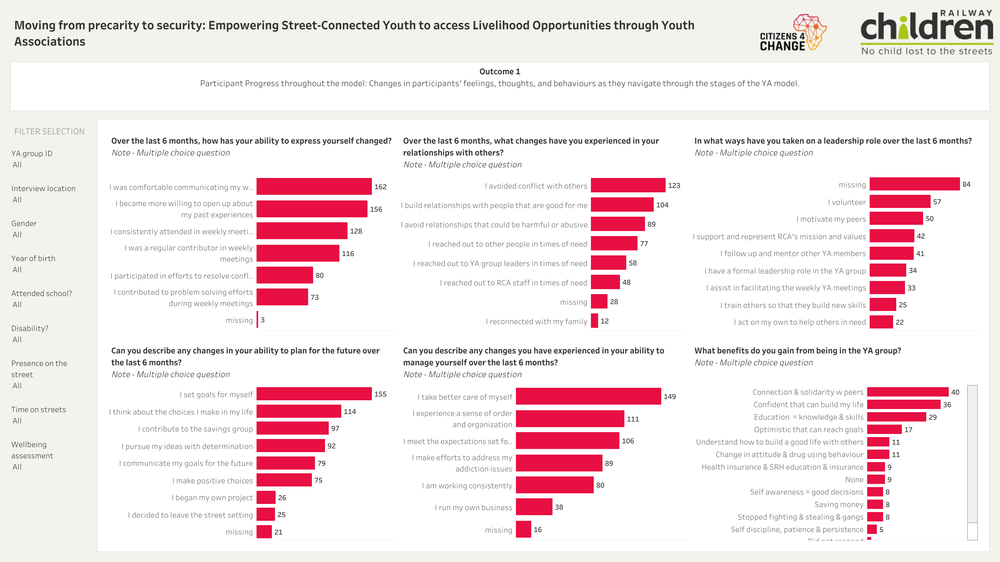 Moving from precarity to security: Empowering Street-Connected Youth to access Livelihood Opportunities through Youth
Associations
CITIZENS 4
CHANGE
RAILWAY
children
No child lost to the streets
Outcome 1
Participant Progress throughout the model: Changes in participants’ feelings, thoughts, and behaviours as they navigate through the stages of the YA model.
FILTER SELECTION
YA group ID
All
Interview location
All
Gender
All
Year of birth
All
Attended school?
All
Disability?
All
Presence on the
street
All
Time on streets
All
Wellbeing
assessment
All
Over the last 6 months, how has your ability to express yourself changed?
Note - Multiple choice question
I was comfortable communicating my w.. 162
I became more willing to open up about
my past experiences 156
I consistently attended in weekly meeti.. 128
I was a regular contributor in weekly
meetings 116
I participated in efforts to resolve confl.. 80
I contributed to problem solving efforts
during weekly meetings 73
missing 3
Over the last 6 months, what changes have you experienced in your
relationships with others?
Note - Multiple choice question
I avoided conflict with others 123
I build relationships with people that are good for me 104
I avoid relationships that could be harmful or abusive 89
I reached out to other people in times of need 77
I reached out to YA group leaders in times of need 58
I reached out to RCA staff in times of need 48
missing 28
I reconnected with my family 12
In what ways have you taken on a leadership role over the last 6 months?
Note - Multiple choice question
missing 84
I volunteer 57
I motivate my peers 50
I support and represent RCA’s mission and values 42
I follow up and mentor other YA members 41
I have a formal leadership role in the YA group 34
I assist in facilitating the weekly YA meetings 33
I train others so that they build new skills 25
I act on my own to help others in need 22
Can you describe any changes in your ability to plan for the future over
the last 6 months?
Note - Multiple choice question
I set goals for myself 155
I think about the choices I make in my life 114
I contribute to the savings group 97
I pursue my ideas with determination 92
I communicate my goals for the future 79
I make positive choices 75
I began my own project 26
I decided to leave the street setting 25
missing 21
Can you describe any changes you have experienced in your ability to
manage yourself over the last 6 months?
Note - Multiple choice question
I take better care of myself 149
I experience a sense of order
and organization 111
I meet the expectations set fo.. 106
I make efforts to address my
addiction issues 89
I am working consistently 80
I run my own business 38
missing 16
What benefits do you gain from being in the YA group?
Note - Multiple choice question
Connection & solidarity w peers 40
Confident that can build my life 36
Education = knowledge & skills 29
Optimistic that can reach goals 17
Understand how to build a good life with others 11
Change in attitude & drug using behaviour 11
Health insurance & SRH education & insurance 9
None 9
Self awareness = good decisions 8
Saving money 8
Stopped fighting & stealing & gangs 8
Self discipline, patience & persistence 5
Did not respond